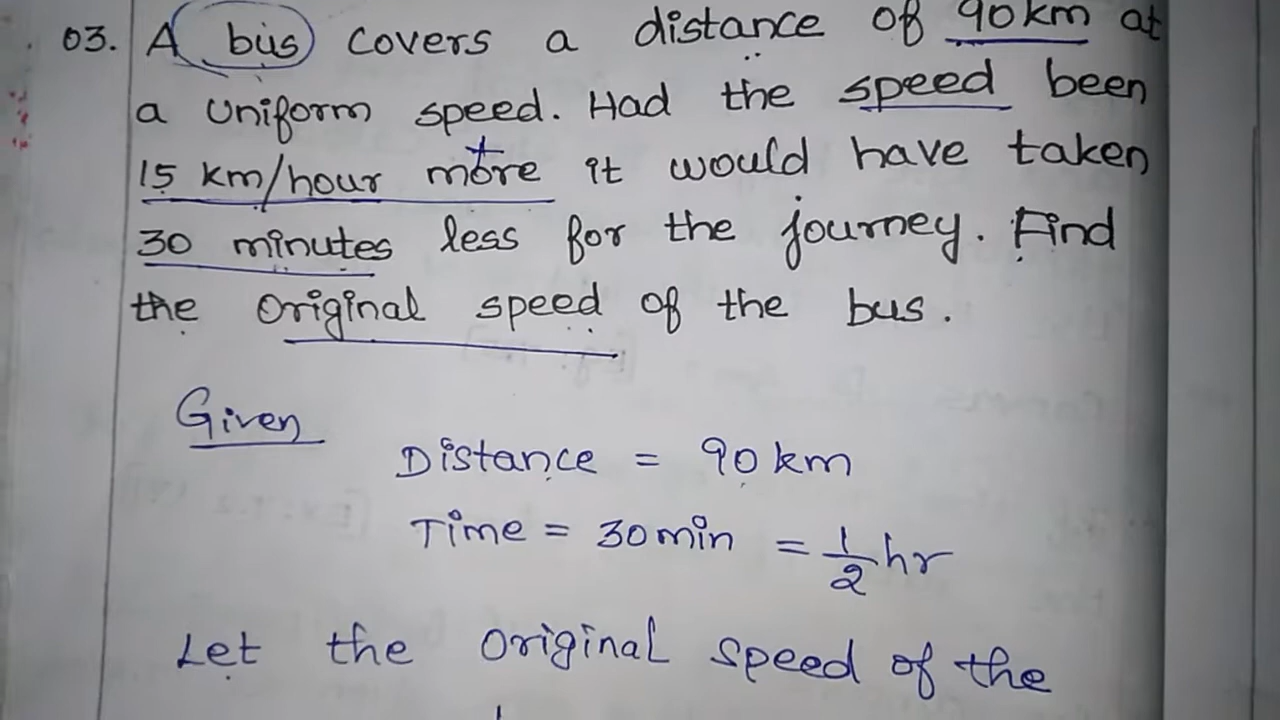 03. A bus covers a distance of 90 km at
a uniform speed. Had the speed been
+
15 km/hour more it would have taken
30 minutes less for the journey. Find
the original speed of the bus.
Given
Distance = 90 km
Time = 30 min = 1/2 hr
Let the original speed of the